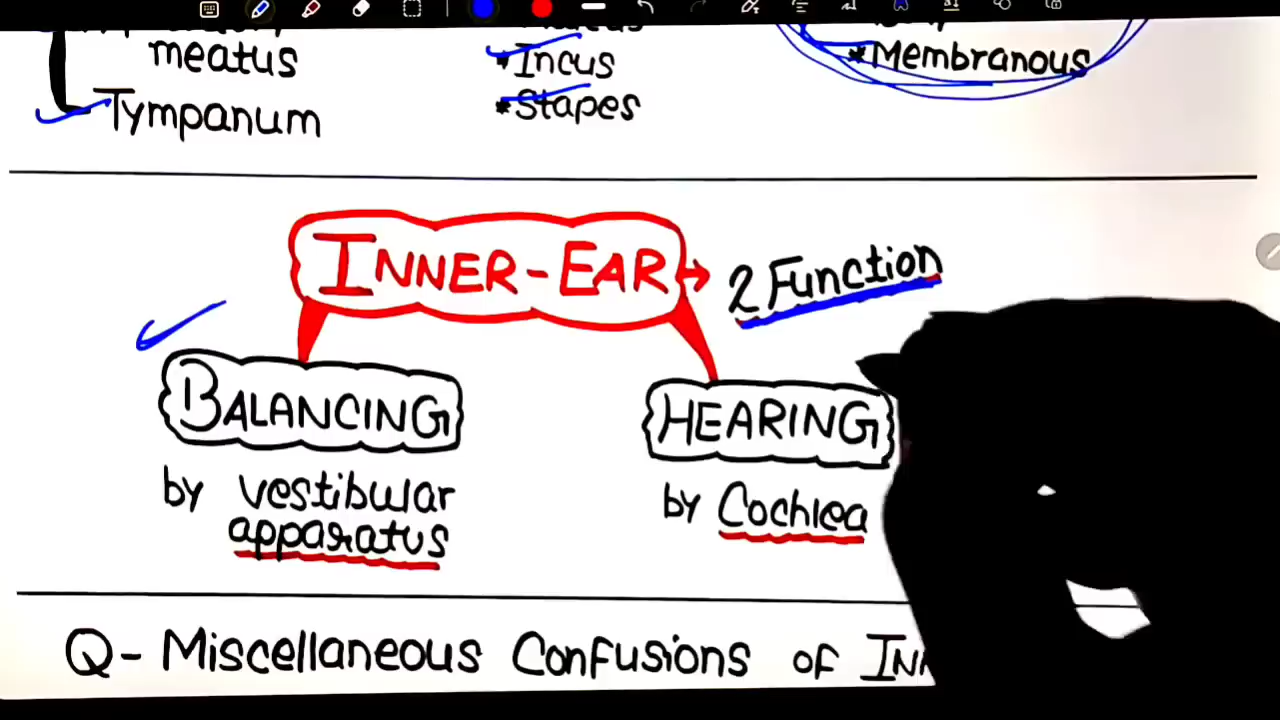 meatus
Tympanum
*Incus
*Stapes
*Membranous
INNER-EAR → 2 Function
BALANCING
by vestibular
apparatus
HEARING
by Cochlea
Q- Miscellaneous Confusions of